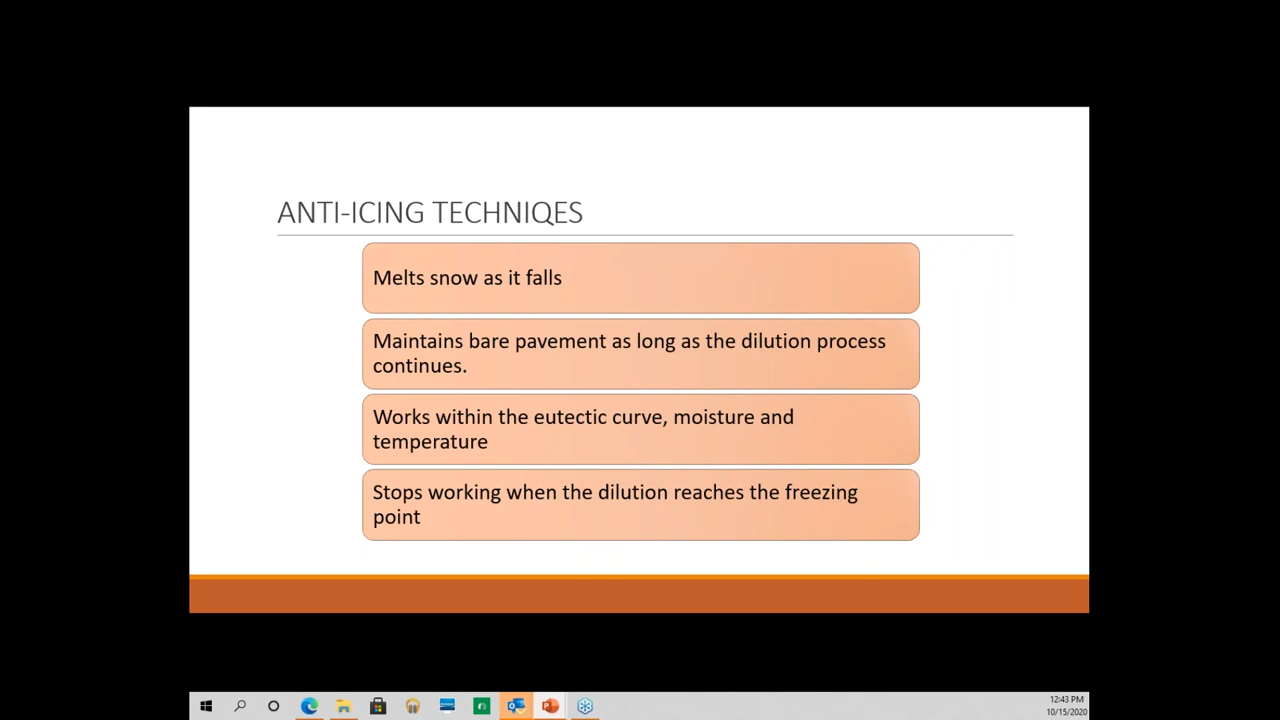 ANTI-ICING TECHNIQES
Melts snow as it falls
Maintains bare pavement as long as the dilution process
continues.
Works within the eutectic curve, moisture and
temperature
Stops working when the dilution reaches the freezing
point
12:43 PM
10/15/2020